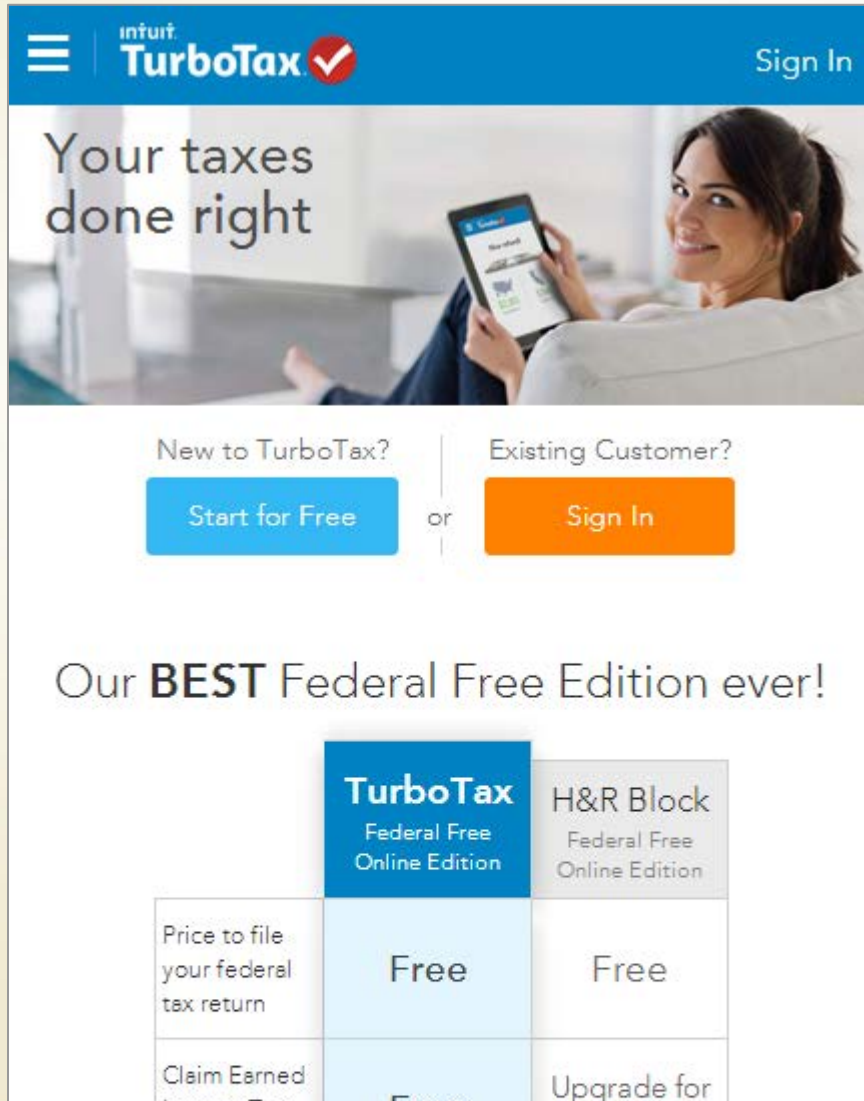 intuit
TurboTax
Sign In
Your taxes
done right
New to TurboTax?
Existing Customer?
Start for Free
or
Sign In
Our BEST Federal Free Edition ever!
TurboTax
Federal Free
Online Edition
H&R Block
Federal Free
Online Edition
Price to file
your federal
tax return
Free
Free
Claim Earned
Upgrade for